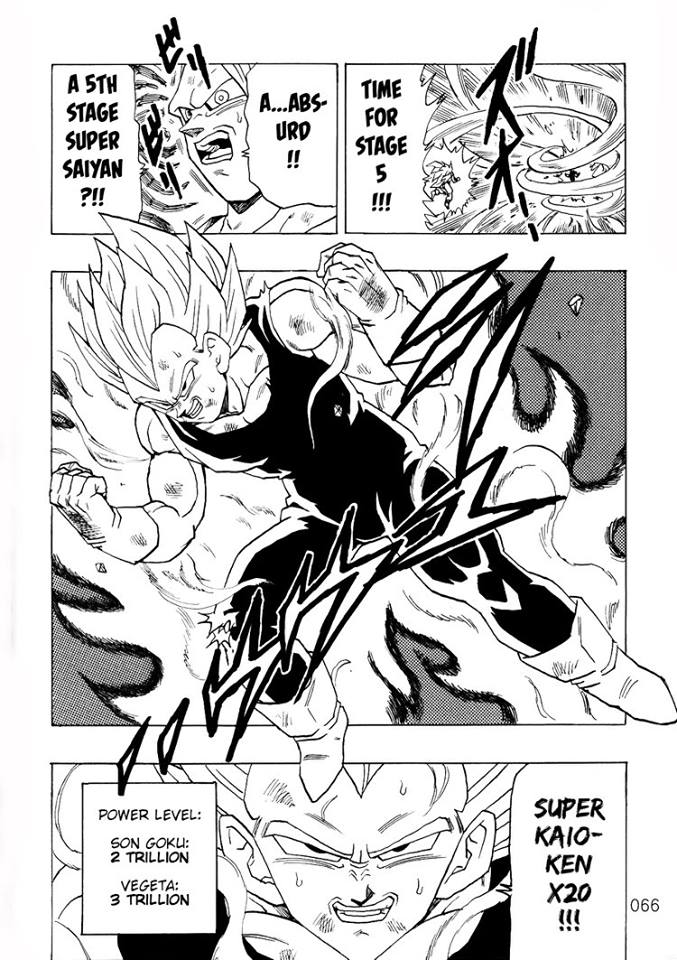 TIME
FOR
STAGE
5
!!!
A...ABS-
URD
!!
A 5TH
STAGE
SUPER
SAIYAN
?!!
SUPER
KAIO-
KEN
X20
!!!
POWER LEVEL:
SON GOKU:
2 TRILLION
VEGETA:
3 TRILLION
066